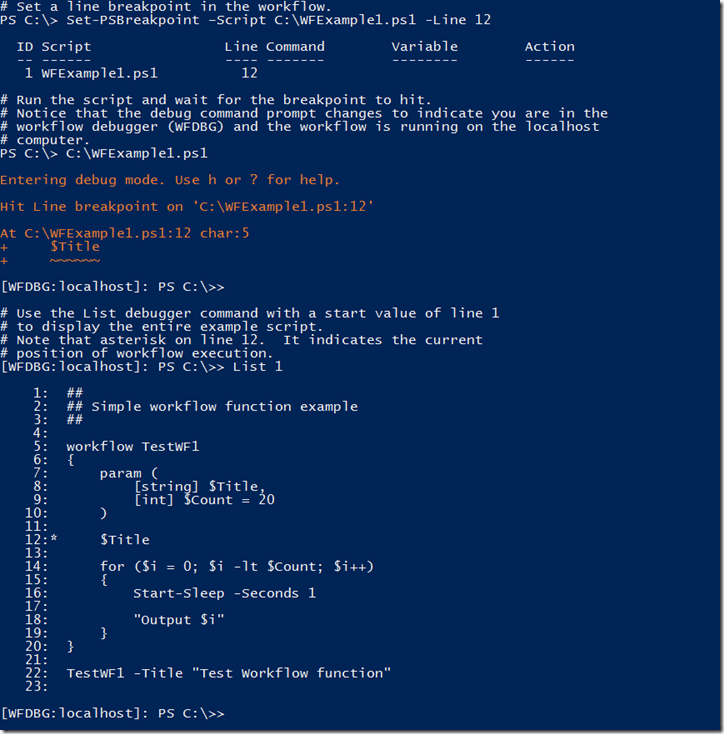 # Set a line breakpoint in the workflow.
PS C:\> Set-PSBreakpoint –Script C:\WFExample1.ps1 -Line 12
ID Script Line Command Variable Action
-- ------ ---- ------- -------- ------
1 WFExample1.ps1 12
# Run the script and wait for the breakpoint to hit.
# Notice that the debug command prompt changes to indicate you are in the
# workflow debugger (WFDBG) and the workflow is running on the localhost
# computer.
PS C:\> C:\WFExample1.ps1
Entering debug mode. Use h or ? for help.
Hit Line breakpoint on 'C:\WFExample1.ps1:12'
At C:\WFExample1.ps1:12 char:5
+     $Title
+     ~~~~~~
[WFDBG:localhost]: PS C:\>>
# Use the List debugger command with a start value of line 1
# to display the entire example script.
# Note that asterisk on line 12.  It indicates the current
# position of workflow execution.
[WFDBG:localhost]: PS C:\>> List 1
1:  ##
2:  ## Simple workflow function example
3:  ##
4:
5:  workflow TestWF1
6:  {
7:      param (
8:          [string] $Title,
9:          [int] $Count = 20
10:      )
11:
12:*     $Title
13:
14:      for ($i = 0; $i -lt $Count; $i++)
15:      {
16:          Start-Sleep -Seconds 1
17:
18:          "Output $i"
19:      }
20:  }
21:
22:  TestWF1 -Title "Test Workflow function"
23:
[WFDBG:localhost]: PS C:\>>